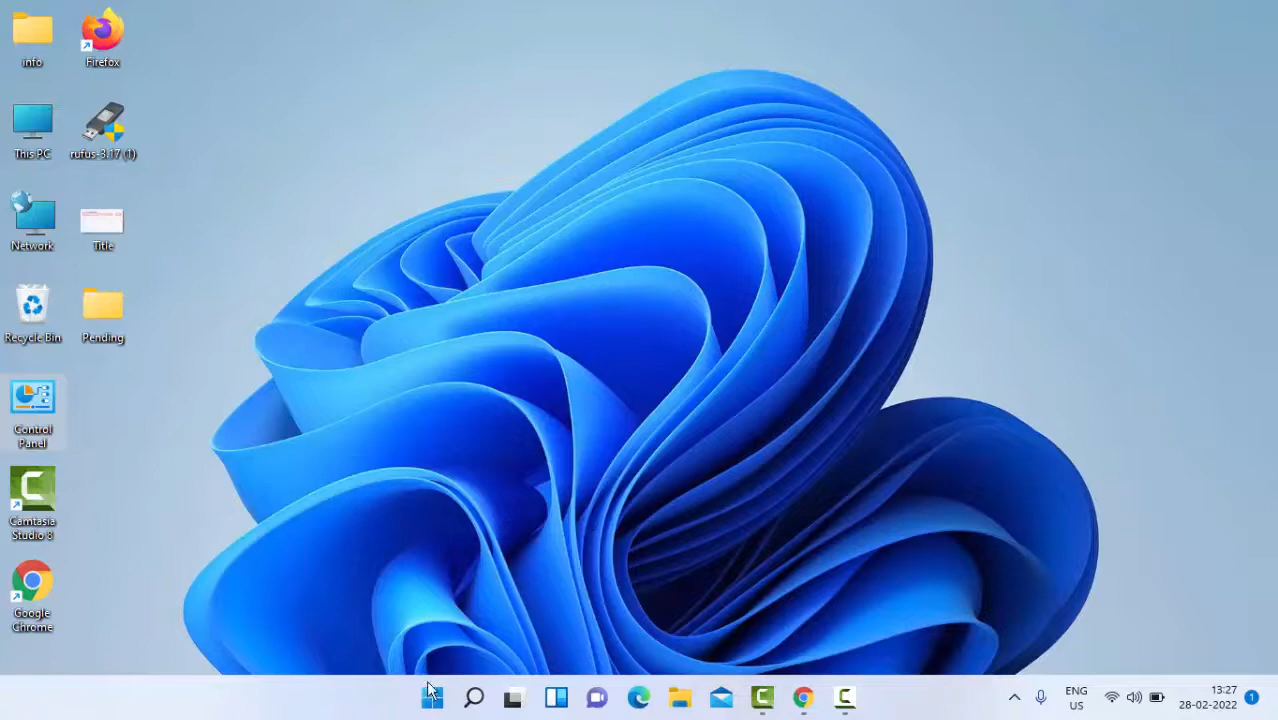 info
Firefox
This PC
rufus-3.17 (1)
Network
Title
Recycle Bin
Pending
Control
Panel
Camtasia
Studio 8
Google
Chrome
ENG
US
13:27
28-02-2022
1